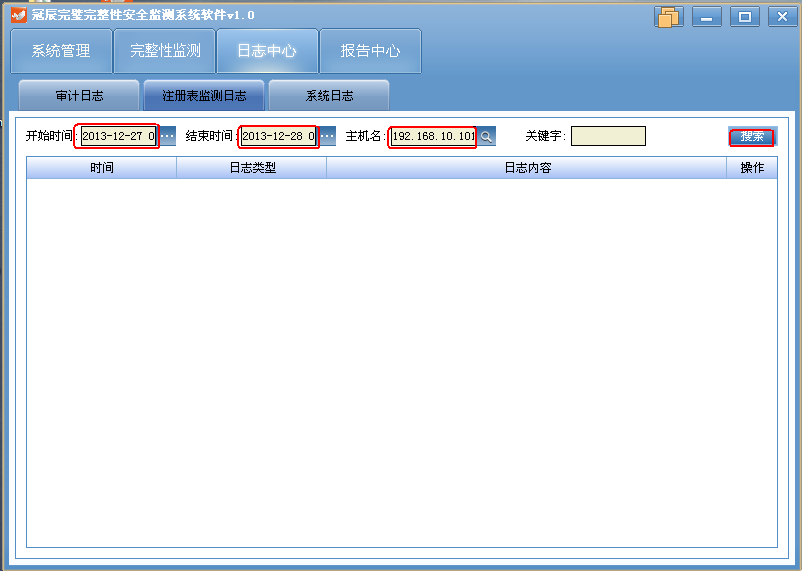 冠辰完璧完整性安全监测系统软件v1.0
系统管理 完整性监测 日志中心 报告中心
审计日志 注册表监测日志 系统日志
开始时间: 2013-12-27 0 ... 结束时间: 2013-12-28 0 ... 主机名: 192.168.10.101 关键字: 搜索
时间 日志类型 日志内容 操作